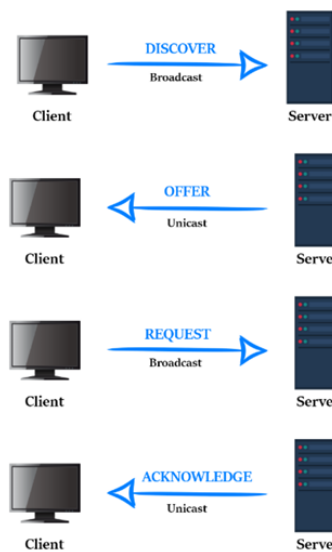 DISCOVER
Broadcast
Client
Server
OFFER
Unicast
Client
Serve
REQUEST
Broadcast
Client
Serve
ACKNOWLEDGE
Unicast
Client
Serve